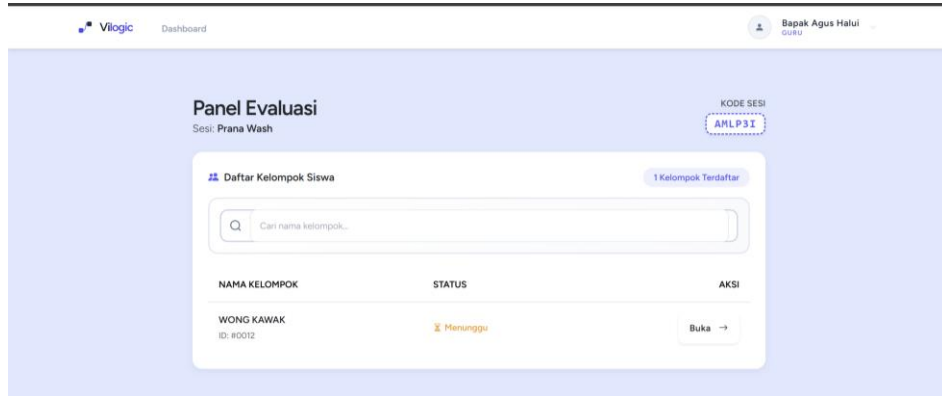 Vilogic
Dashboard
Bapak Agus Halui
GURU
Panel Evaluasi
Sesi: Prana Wash
KODE SESI
AMLP3I
Daftar Kelompok Siswa
1 Kelompok Terdaftar
Cari nama kelompok...
NAMA KELOMPOK STATUS AKSI
WONG KAWAK
ID: #0012
Menunggu
Buka →